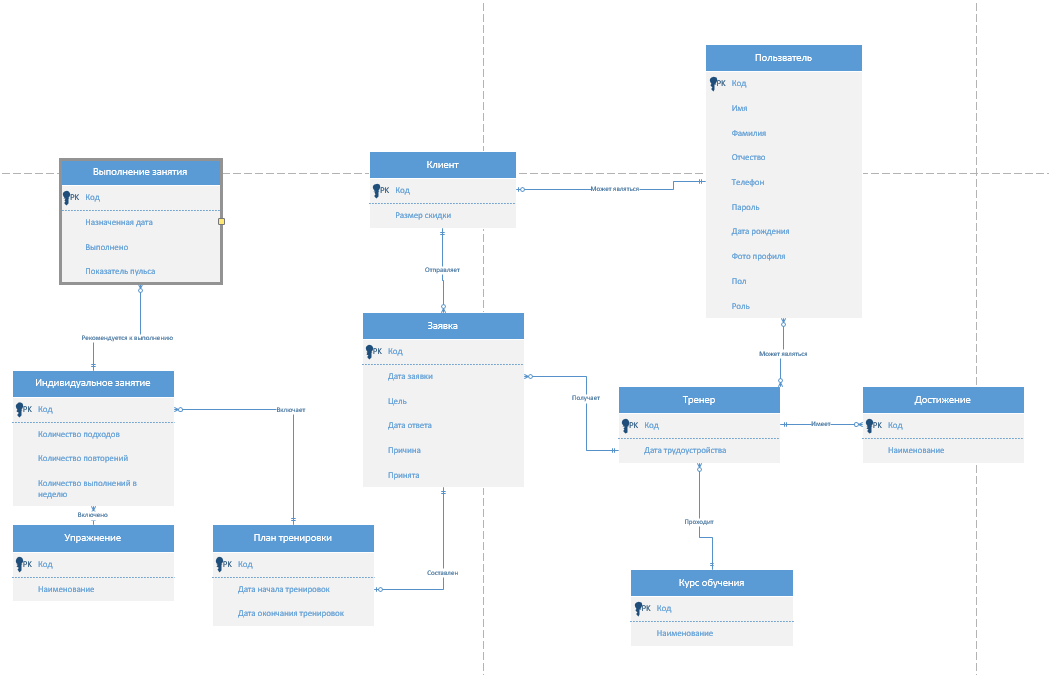 Пользватель
PK Код
Имя
Фамилия
Отчество
Телефон
Пароль
Дата рождения
Фото профиля
Пол
Роль
Выполнение занятия
PK Код
Назначенная дата
Выполнено
Показатель пульса
Клиент
PK Код
Размер скидки
Может являться
Отправляет
Рекомендуется к выполнению
Заявка
PK Код
Дата заявки
Цель
Дата ответа
Причина
Принята
Может являться
Индивидуальное занятие
PK Код
Количество подходов
Количество повторений
Количество выполнений в
неделю
Включает
Получает
Тренер
PK Код
Дата трудоустройства
Имеет
Достижение
PK Код
Наименование
Включено
Упражнение
PK Код
Наименование
План тренировки
PK Код
Дата начала тренировок
Дата окончания тренировок
Составлен
Проходит
Курс обучения
PK Код
Наименование